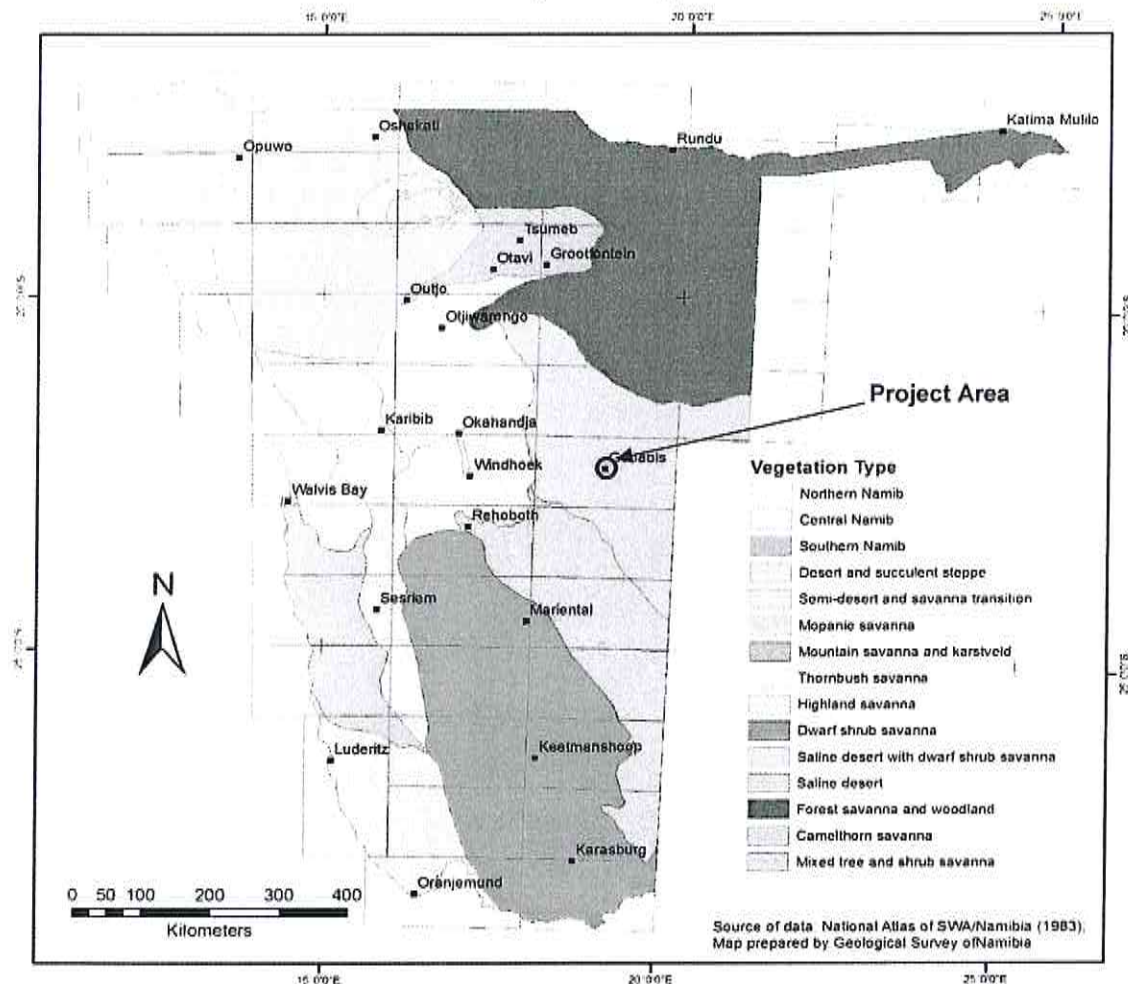 15 0'0"E
20 0'0"E
25 0'0"E
Oshakati
Opuwo
Rundu
Katima Mulilo
Tsumeb
Otavi
Grootfontein
Outjo
Otjiwarongo
Karibib
Okahandja
Windhoek
Walvis Bay
Rehoboth
Project Area
Sesriem
Mariental
Luderitz
Keetmanshoop
Karasburg
Oranjemund
Vegetation Type
Northern Namib
Central Namib
Southern Namib
Desert and succulent steppe
Semi-desert and savanna transition
Mopanie savanna
Mountain savanna and karstveld
Thornbush savanna
Highland savanna
Dwarf shrub savanna
Saline desert with dwarf shrub savanna
Saline desert
Forest savanna and woodland
Camelthorn savanna
Mixed tree and shrub savanna
N
0 50 100 200 300 400
Kilometers
Source of data National Atlas of SWA/Namibia (1983);
Map prepared by Geological Survey ofNamibia
15 0'0"E
20 0'0"E
25 0'0"E